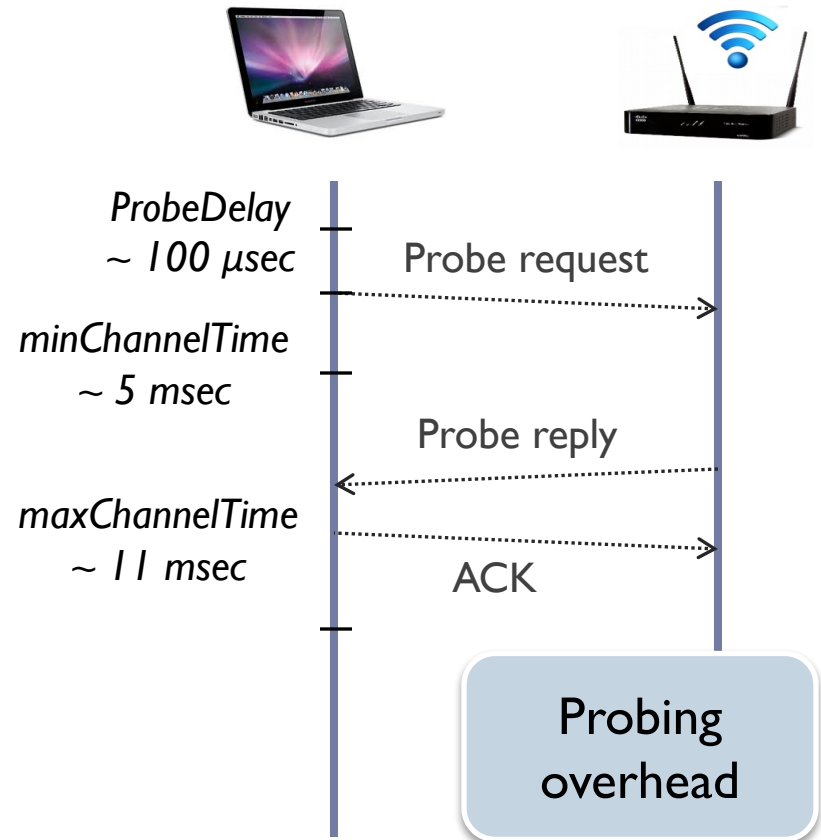 ProbeDelay
~ 100 μsec
Probe request
minChannelTime
~ 5 msec
Probe reply
maxChannelTime
~ 11 msec
ACK
Probing
overhead